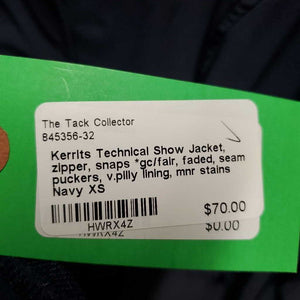 The Tack Collector
845356-32
Kerrits Technical Show Jacket,
zipper, snaps *gc/fair, faded, seam
puckers, v.pilly lining, mnr stains
Navy XS
$70.00
HWRX4Z
$0.00
HWRX4Z